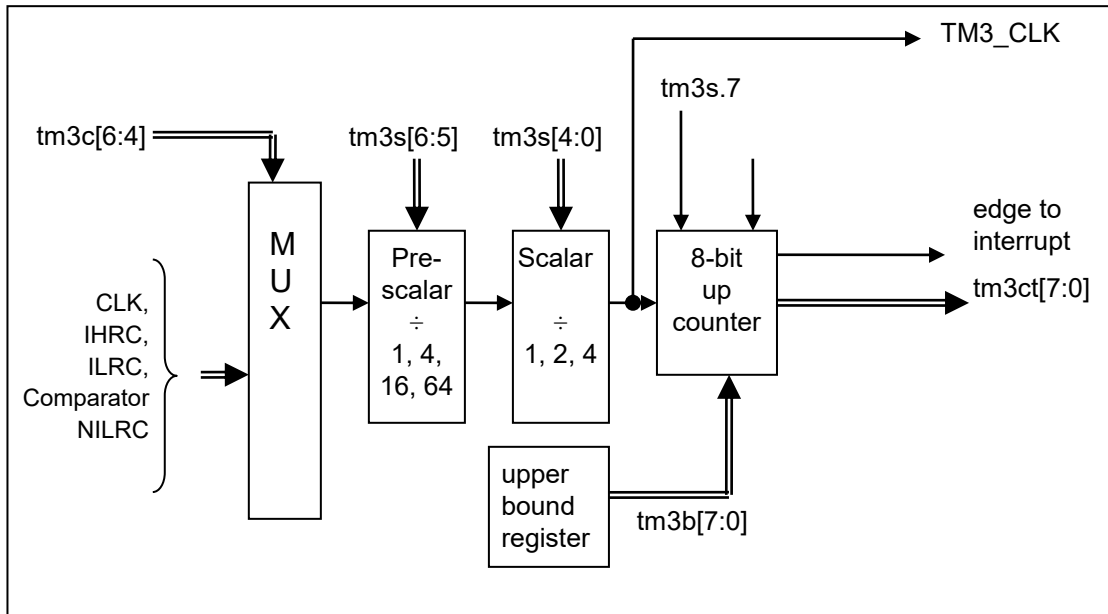 TM3_CLK
tm3s.7
tm3c[6:4]
tm3s[6:5]
tm3s[4:0]
M
U
X
Pre-
scalar
÷
1, 4,
16, 64
Scalar
÷
1, 2, 4
8-bit
up
counter
edge to
interrupt
tm3ct[7:0]
CLK,
IHRC,
ILRC,
Comparator
NILRC
upper
bound
register
tm3b[7:0]